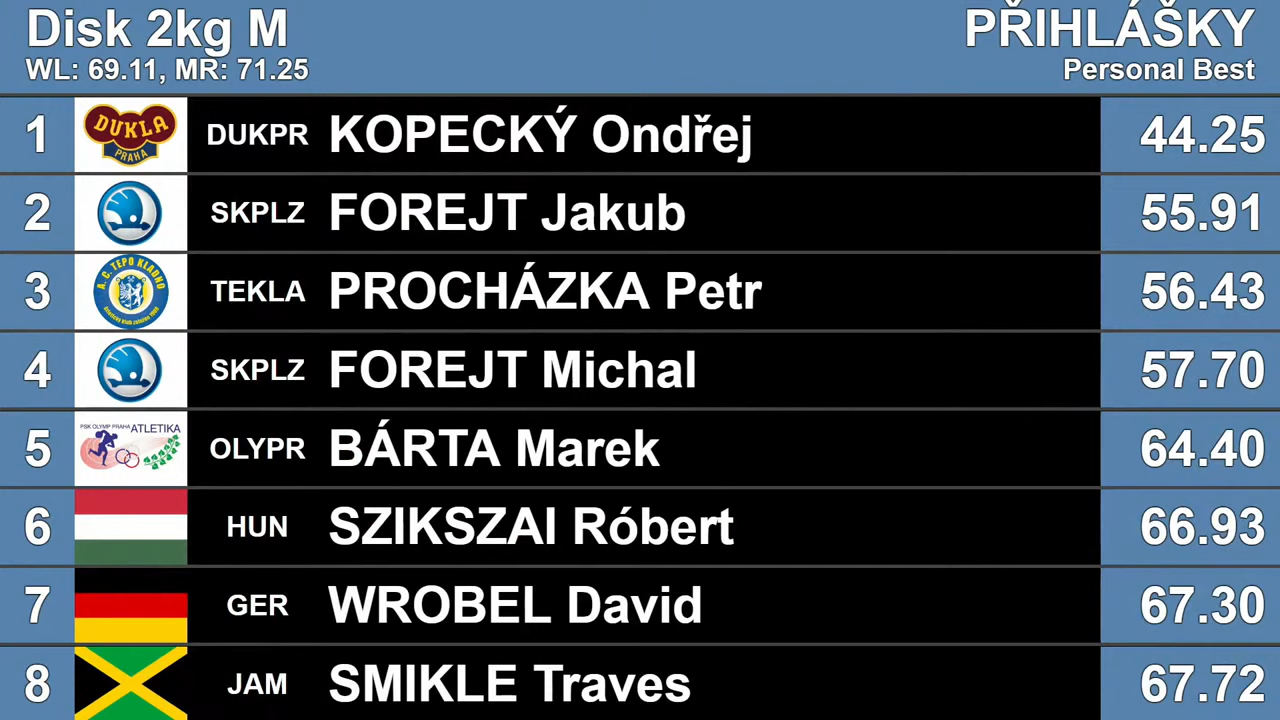 Disk 2kg M
PŘIHLÁŠKY
WL: 69.11, MR: 71.25
Personal Best
1 DUKLA PRAHA DUKPR KOPECKÝ Ondřej 44.25
2 SKPLZ FOREJT Jakub 55.91
3 A.C. TEPO KLADNO TEKLA PROCHÁZKA Petr 56.43
4 SKPLZ FOREJT Michal 57.70
5 PSK OLYMP PRAHA ATLETIKA OLYPR BÁRTA Marek 64.40
6 HUN SZIKSZAI Róbert 66.93
7 GER WROBEL David 67.30
8 JAM SMIKLE Traves 67.72